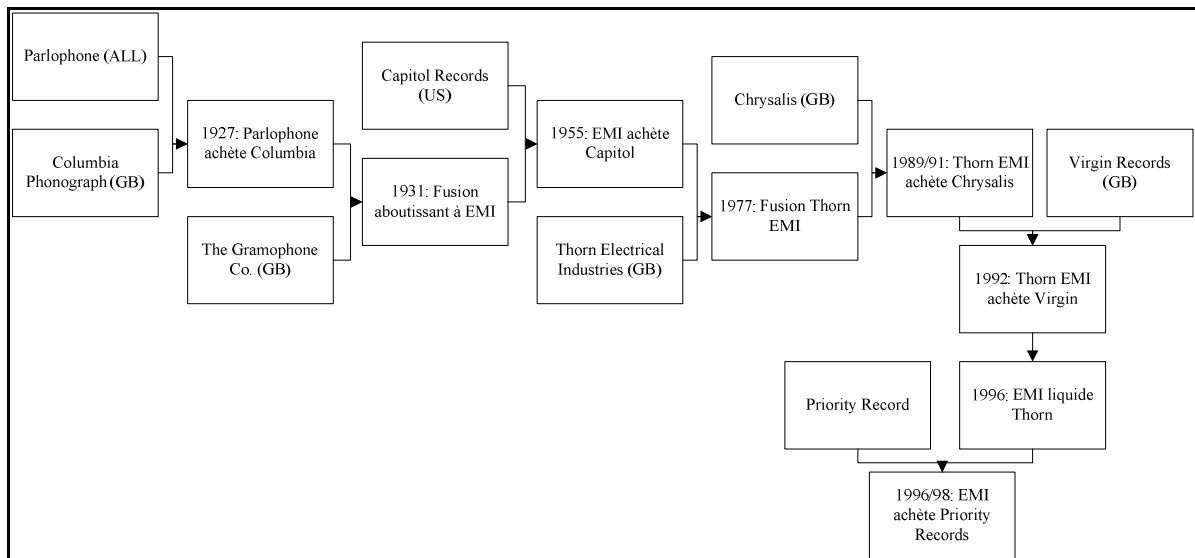 Parlophone (ALL)
Columbia
Phonograph (GB)
1927: Parlophone
achète Columbia
The Gramophone
Co. (GB)
Capitol Records
(US)
1931: Fusion
aboutissant à EMI
1955: EMI achète
Capitol
Thorn Electrical
Industries (GB)
Chrysalis (GB)
1977: Fusion Thorn
EMI
1989/91: Thorn EMI
achète Chrysalis
Virgin Records
(GB)
1992: Thorn EMI
achète Virgin
Priority Record
1996: EMI liquide
Thorn
1996/98: EMI
achète Priority
Records